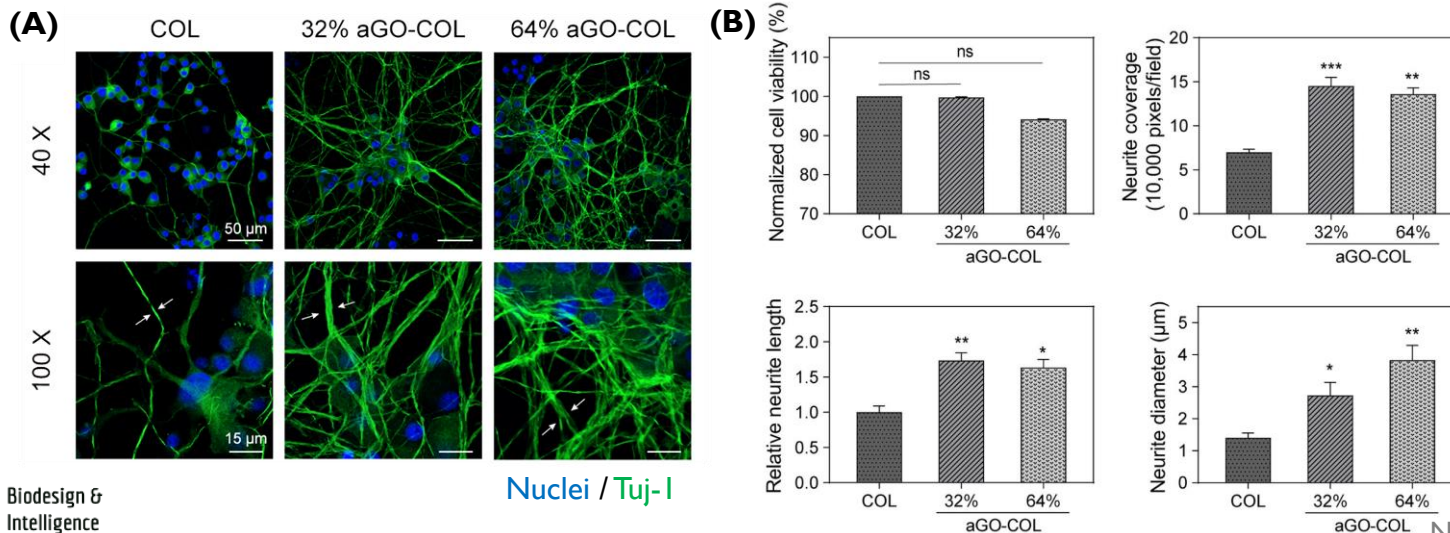 (A)
COL
32% aGO-COL
64% aGO-COL
40 X
50 µm
100 X
15 µm
Nuclei / Tuj-1
Biodesign &
Intelligence
(B)
Normalized cell viability (%)
120
110
100
90
80
70
ns
ns
COL
32%
64%
aGO-COL
Neurite coverage
(10,000 pixels/field)
20
15
10
5
0
***
**
COL
32%
64%
aGO-COL
Relative neurite length
2.5
2.0
1.5
1.0
0.5
0.0
**
*
COL
32%
64%
aGO-COL
Neurite diameter (µm)
5
4
3
2
1
0
*
**
COL
32%
64%
aGO-COL
N